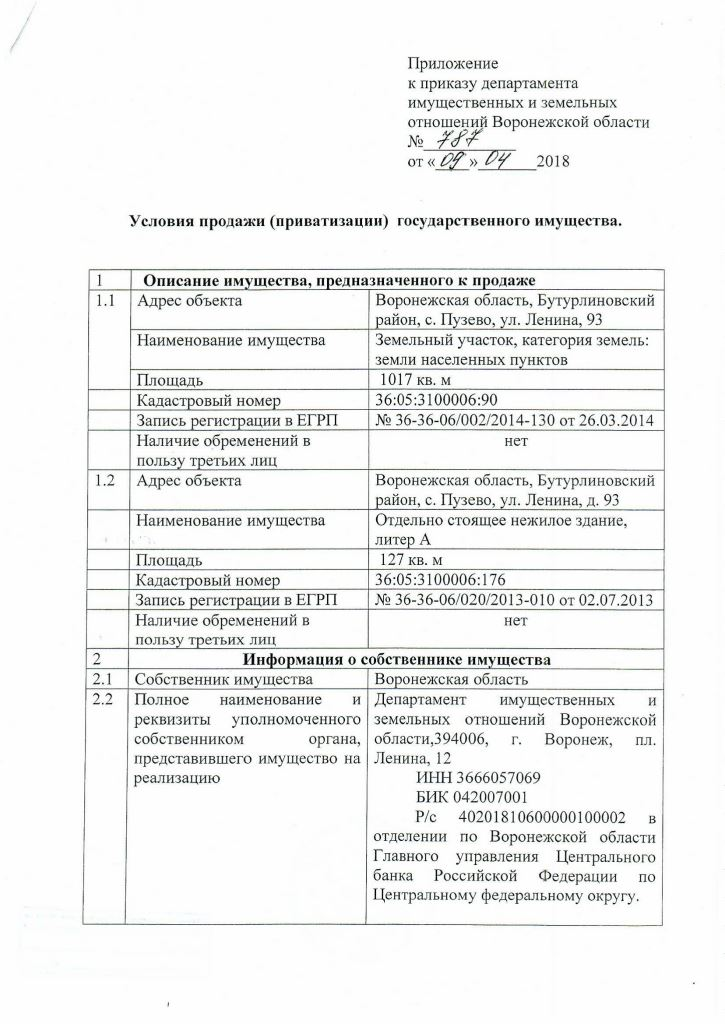 Приложение
к приказу департамента
имущественных и земельных
отношений Воронежской области
№ 787
от «09» 04 2018
Условия продажи (приватизации) государственного имущества.
1 Описание имущества, предназначенного к продаже
1.1 Адрес объекта Воронежская область, Бутурлиновский
район, с. Пузево, ул. Ленина, 93
Наименование имущества Земельный участок, категория земель:
земли населенных пунктов
Площадь 1017 кв. м
Кадастровый номер 36:05:3100006:90
Запись регистрации в ЕГРП № 36-36-06/002/2014-130 от 26.03.2014
Наличие обременений в нет
пользу третьих лиц
1.2 Адрес объекта Воронежская область, Бутурлиновский
район, с. Пузево, ул. Ленина, д. 93
Наименование имущества Отдельно стоящее нежилое здание,
литер А
Площадь 127 кв. м
Кадастровый номер 36:05:3100006:176
Запись регистрации в ЕГРП № 36-36-06/020/2013-010 от 02.07.2013
Наличие обременений в нет
пользу третьих лиц
2 Информация о собственнике имущества
2.1 Собственник имущества Воронежская область
2.2 Полное наименование и Департамент имущественных и
реквизиты уполномоченного земельных отношений Воронежской
собственником органа, области,394006, г. Воронеж, пл.
представившего имущество на Ленина, 12
реализацию ИНН 3666057069
БИК 042007001
Р/с 40201810600000100002 в
отделении по Воронежской области
Главного управления Центрального
банка Российской Федерации по
Центральному федеральному округу.